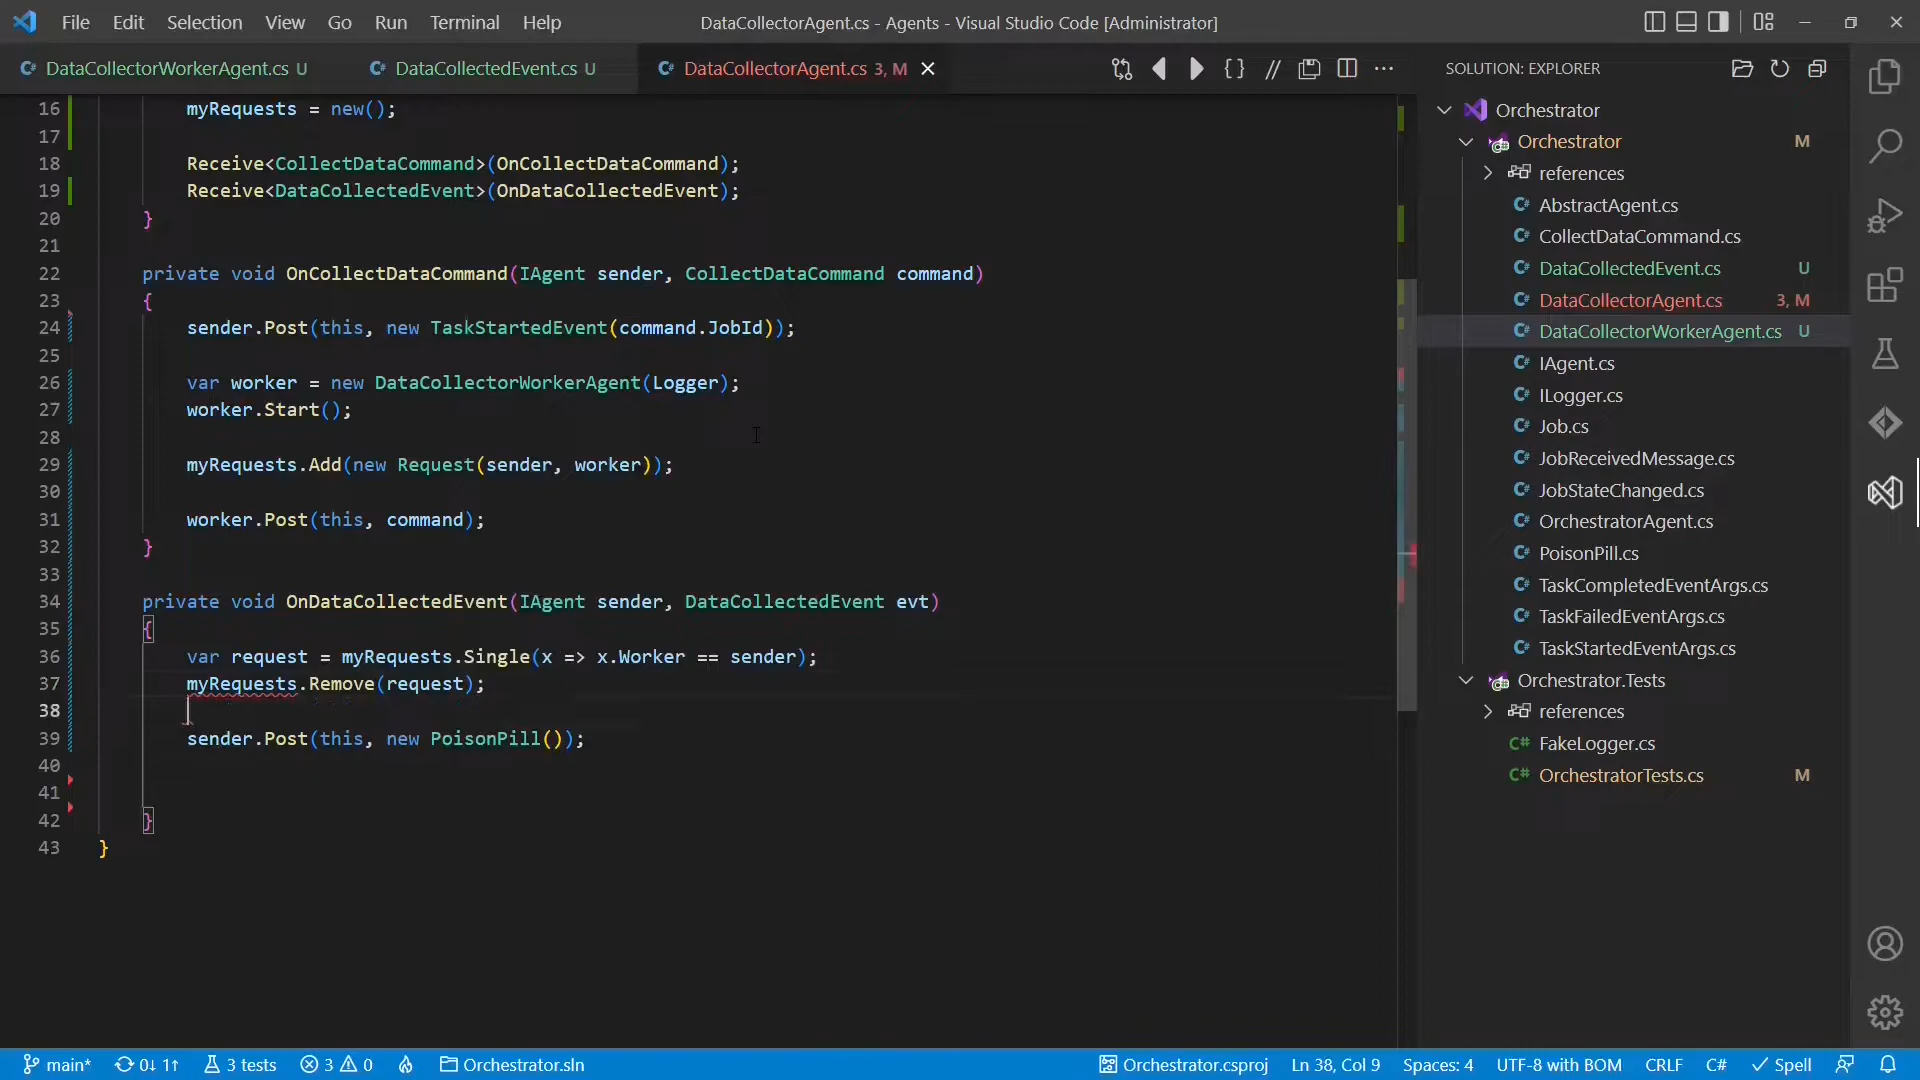 File Edit Selection View Go Run Terminal Help
DataCollectorAgent.cs - Agents - Visual Studio Code [Administrator]
DataCollectorWorkerAgent.cs U
DataCollectedEvent.cs U
DataCollectorAgent.cs 3, M
16 myRequests = new();
17
18 Receive<CollectDataCommand>(OnCollectDataCommand);
19 Receive<DataCollectedEvent>(OnDataCollectedEvent);
20 }
21
22 private void OnCollectDataCommand(IAgent sender, CollectDataCommand command)
23 {
24 sender.Post(this, new TaskStartedEvent(command.JobId));
25
26 var worker = new DataCollectorWorkerAgent(Logger);
27 worker.Start();
28
29 myRequests.Add(new Request(sender, worker));
30
31 worker.Post(this, command);
32 }
33
34 private void OnDataCollectedEvent(IAgent sender, DataCollectedEvent evt)
35 {
36 var request = myRequests.Single(x => x.Worker == sender);
37 myRequests.Remove(request);
38
39 sender.Post(this, new PoisonPill());
40
41
42 }
43 }
SOLUTION: EXPLORER
Orchestrator
Orchestrator M
references
AbstractAgent.cs
CollectDataCommand.cs
DataCollectedEvent.cs U
DataCollectorAgent.cs 3, M
DataCollectorWorkerAgent.cs U
IAgent.cs
ILogger.cs
Job.cs
JobReceivedMessage.cs
JobStateChanged.cs
OrchestratorAgent.cs
PoisonPill.cs
TaskCompletedEventArgs.cs
TaskFailedEventArgs.cs
TaskStartedEventArgs.cs
Orchestrator.Tests
references
FakeLogger.cs
OrchestratorTests.cs M
main* 0↓ 1↑ 3 tests 3 0 Orchestrator.sln
Orchestrator.csproj Ln 38, Col 9 Spaces: 4 UTF-8 with BOM CRLF C# Spell